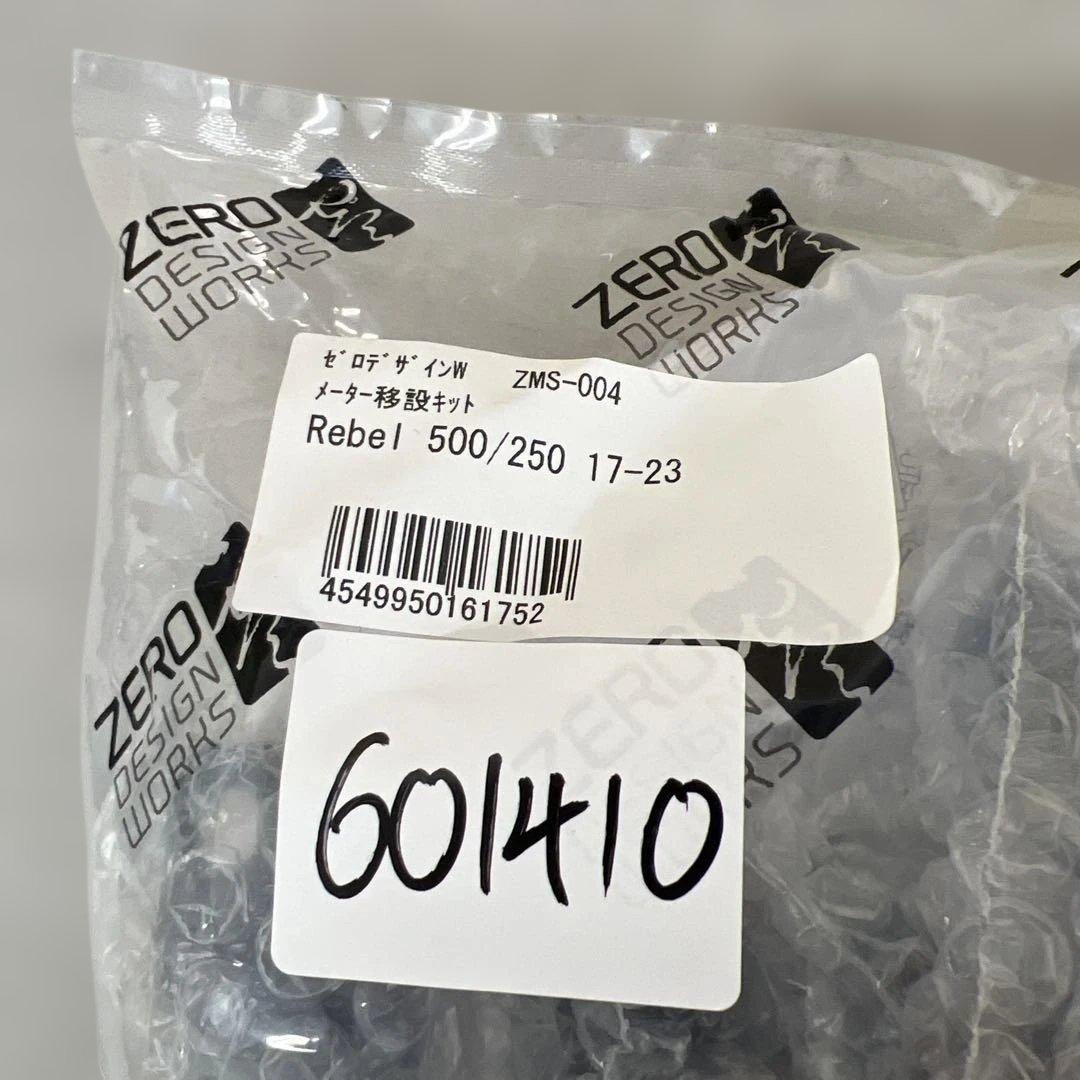 ZERO
DESIGN
WORKS
ZERO
DESIGN
WORKS
ｾﾞﾛﾃﾞｻﾞｲﾝW ZMS-004
ﾒｰﾀｰ移設ｷｯﾄ
Rebel 500/250 17-23
4549950161752
ZERO
DESIGN
WORKS
ZERO
601410